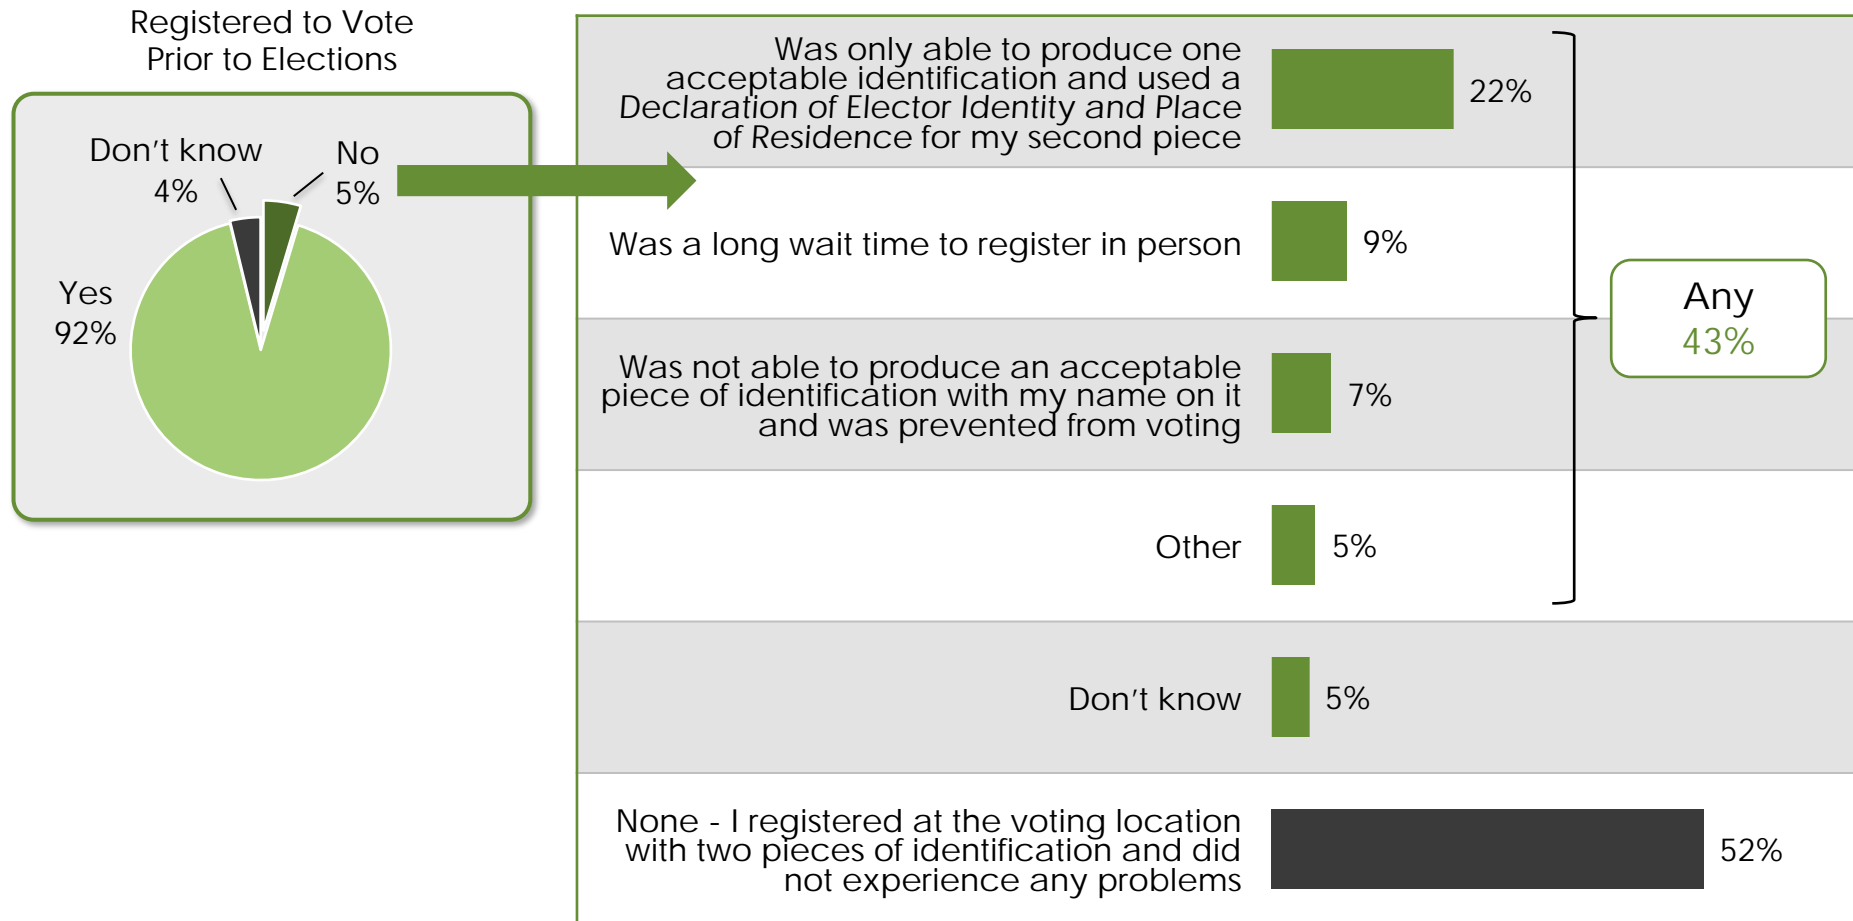 Registered to Vote
Prior to Elections
Don't know
4%
No
5%
Yes
92%
Was only able to produce one
acceptable identification and used a
Declaration of Elector Identity and Place
of Residence for my second piece
22%
Was a long wait time to register in person
9%
Was not able to produce an acceptable
piece of identification with my name on it
and was prevented from voting
7%
Other
5%
Any
43%
Don't know
5%
None - I registered at the voting location
with two pieces of identification and did
not experience any problems
52%